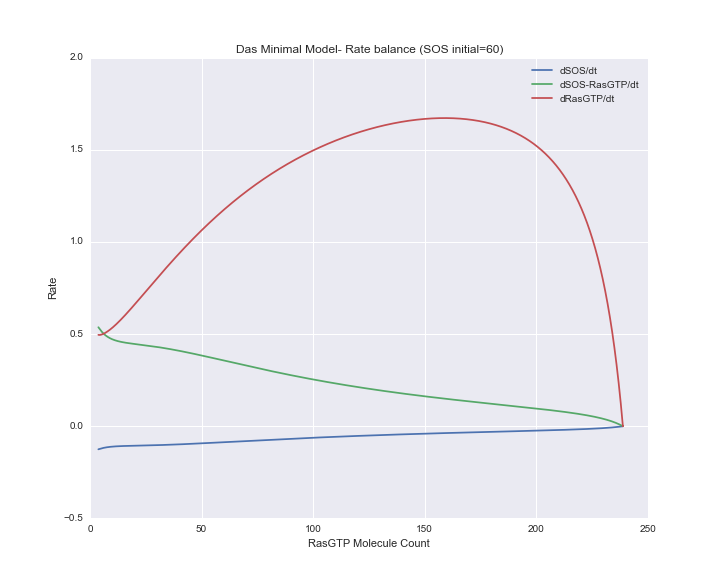 Das Minimal Model- Rate balance (SOS initial=60)
dSOS/dt
dSOS-RasGTP/dt
dRasGTP/dt
2.0
1.5
1.0
0.5
0.0
−0.5
Rate
0 50 100 150 200 250
RasGTP Molecule Count